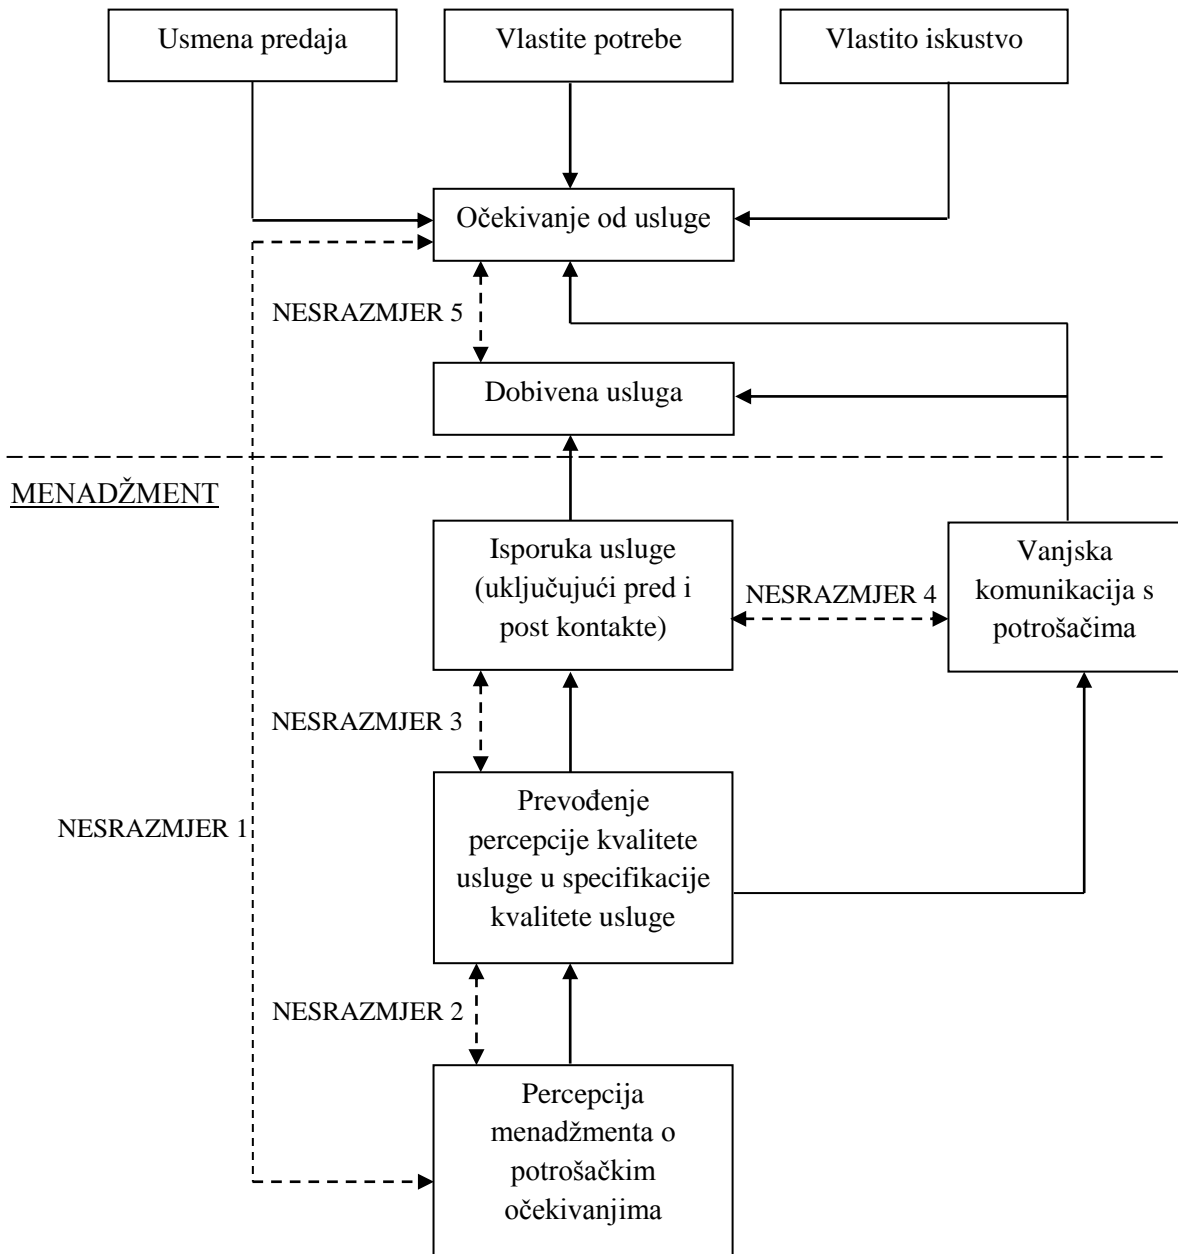 Usmena predaja
Vlastite potrebe
Vlastito iskustvo
Očekivanje od usluge
NESRAZMJER 5
Dobivena usluga
MENADŽMENT
Isporuka usluge
(uključujući pred i
post kontakte)
NESRAZMJER 4
Vanjska
komunikacija s
potrošačima
NESRAZMJER 3
NESRAZMJER 1
Prevođenje
percepcije kvalitete
usluge u specifikacije
kvalitete usluge
NESRAZMJER 2
Percepcija
menadžmenta o
potrošačkim
očekivanjima